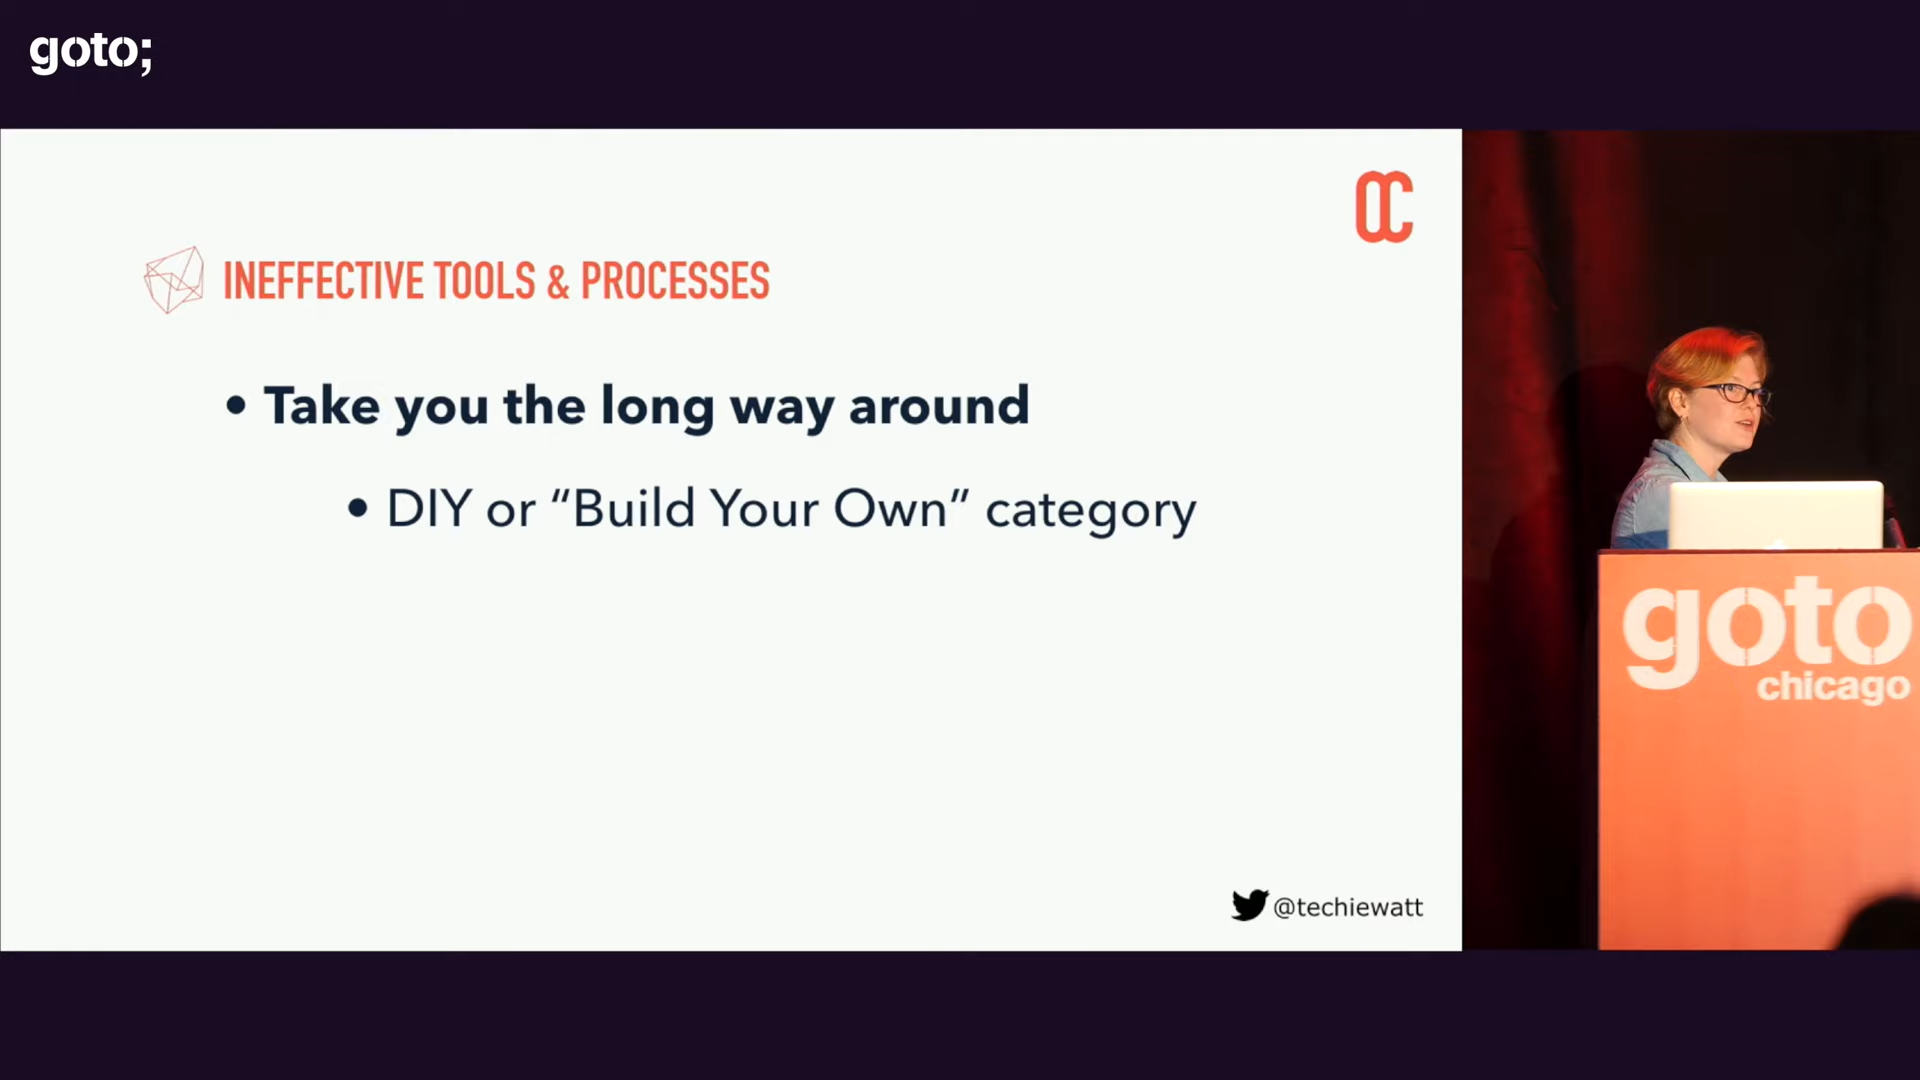 goto;
OC
INEFFECTIVE TOOLS & PROCESSES
• Take you the long way around
• DIY or “Build Your Own” category
@techiewatt
goto
chicago